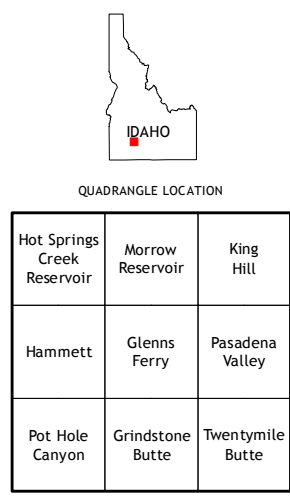 IDAHO
QUADRANGLE LOCATION
Hot Springs
Creek
Reservoir
Morrow
Reservoir
King
Hill
Hammett
Glenns
Ferry
Pasadena
Valley
Pot Hole
Canyon
Grindstone
Butte
Twentymile
Butte